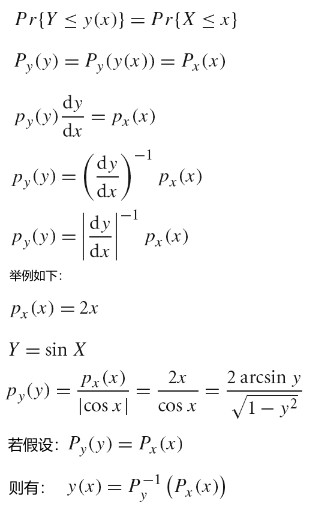 Pr{Y ≤ y(x)} = Pr{X ≤ x}
P_y(y) = P_y(y(x)) = P_x(x)
p_y(y) dy/dx = p_x(x)
p_y(y) = (dy/dx)^{-1} p_x(x)
p_y(y) = |dy/dx|^{-1} p_x(x)
举例如下:
p_x(x) = 2x
Y = sin X
p_y(y) = p_x(x)/|cos x| = 2x/cos x = 2 arcsin y/√(1 − y²)
若假设: P_y(y) = P_x(x)
则有: y(x) = P_y^{-1}(P_x(x))